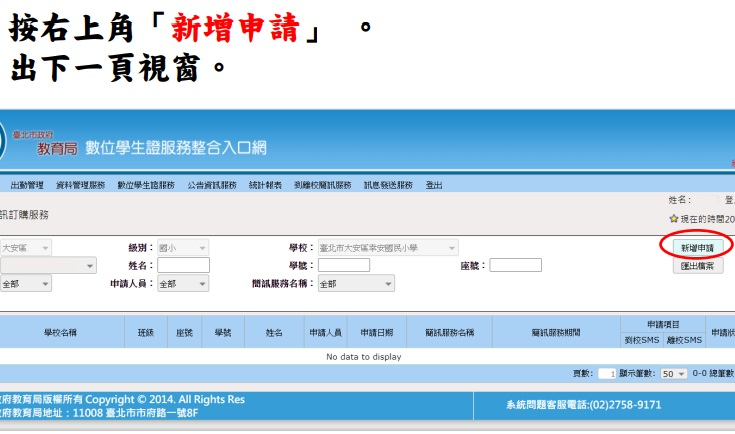 按右上角「新增申請」 。
出下一頁視窗。
臺北市政府
教育局 數位學生證服務整合入口網
出勤管理 資料管理服務 數位學生證服務 公告資訊服務 統計報表 到離校簡訊服務 訊息發送服務 登出
姓名: 登
訊訂購服務
現在的時間20
大安區 級別: 國小 學校: 臺北市大安區幸安國民小學 新增申請
姓名: 學號: 座號: 匯出檔案
全部 申請人員: 全部 簡訊服務名稱: 全部
學校名稱 班級 座號 學號 姓名 申請人員 申請日期 簡訊服務名稱 簡訊服務期間 申請項目 申請狀
到校SMS 離校SMS
No data to display
頁數: 1 顯示筆數: 50 0-0 總筆數
政府教育局版權所有 Copyright © 2014. All Rights Res
政府教育局地址:11008 臺北市市府路一號8F
系統問題客服電話:(02)2758-9171